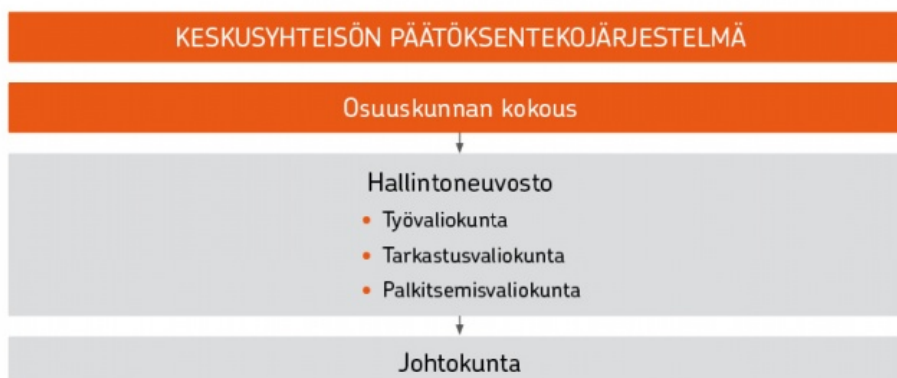 KESKUSYHTEISÖN PÄÄTÖKSENTEKOJÄRJESTELMÄ
Osuuskunnan kokous
Hallintoneuvosto
• Työvaliokunta
• Tarkastusvaliokunta
• Palkitsemisvaliokunta
Johtokunta